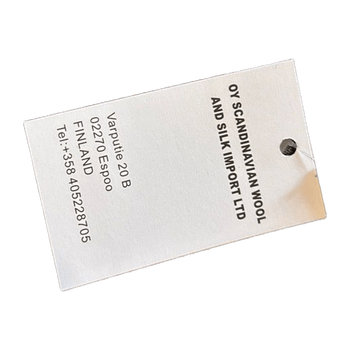 OY SCANDINAVIAN WOOL
AND SILK IMPORT LTD
Varputie 20 B
02270 Espoo
FINLAND
Tel:+358 405228705